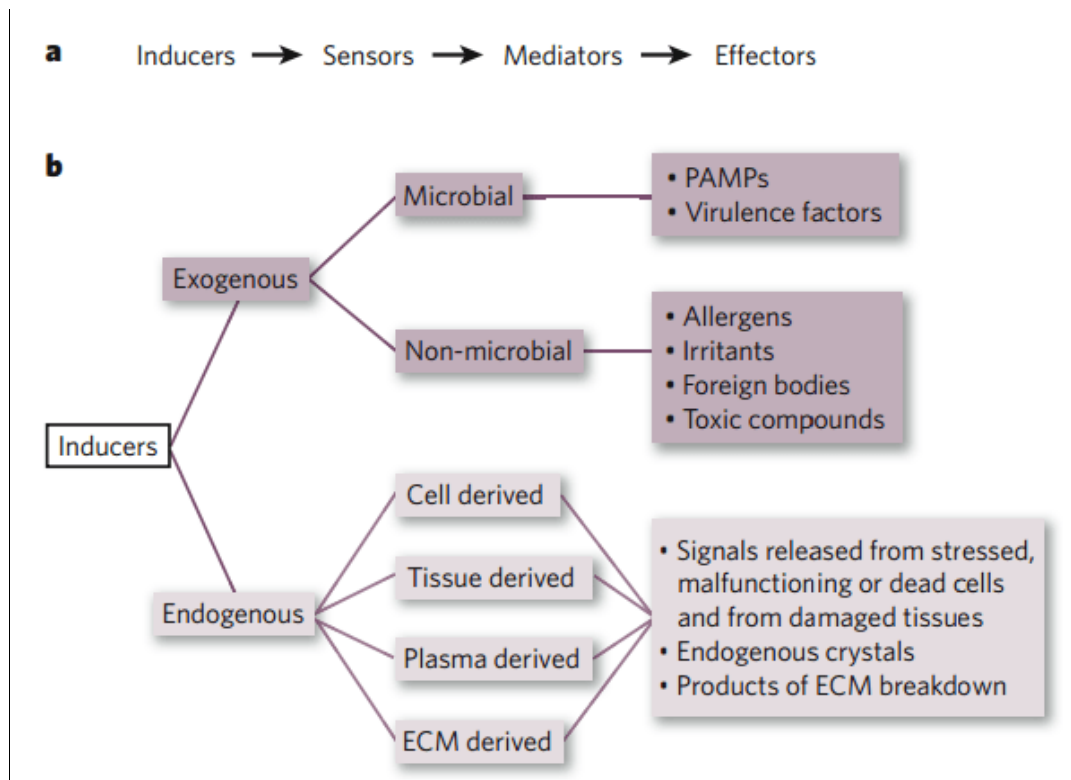 a Inducers → Sensors → Mediators → Effectors
b
Microbial
• PAMPs
• Virulence factors
Exogenous
Non-microbial
• Allergens
• Irritants
• Foreign bodies
• Toxic compounds
Inducers
Endogenous
Cell derived
Tissue derived
Plasma derived
ECM derived
• Signals released from stressed,
malfunctioning or dead cells
and from damaged tissues
• Endogenous crystals
• Products of ECM breakdown